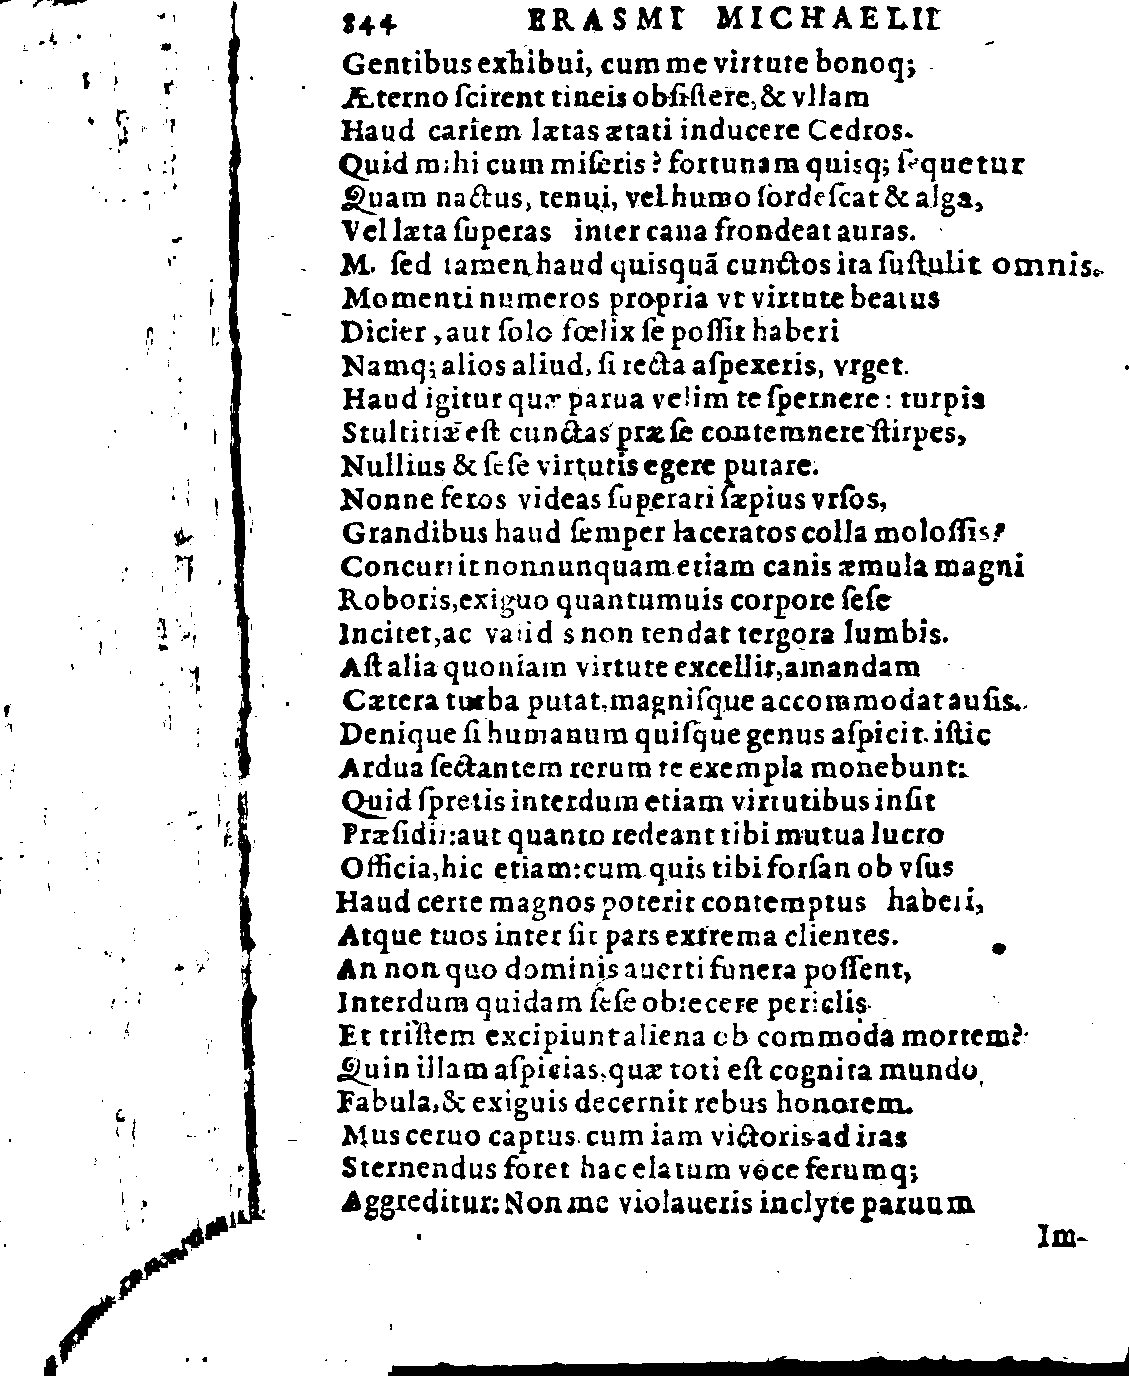 844 ERASMI MICHAELII
Gentibus exhibui, cum me virtute bonoq;
Æterno ſcirent tineis obſiſtere, & vllam
Haud cariem lætas ætati inducere Cedros.
Quid mihi cum miſeris? fortunam quisq; ſequetur
Quam nactus, tenui, vel humo ſordeſcat & alga,
Vel læta ſuperas inter caua frondeat auras.
M. ſed tamen haud quisquã cunctos ita ſuſtulit omnis.
Momenti numeros propria vt virtute beatus
Dicier, aut ſolo fœlix ſe poſſit haberi
Namq; alios aliud, ſi recta aſpexeris, vrget.
Haud igitur quæ parua velim te ſpernere: turpis
Stultitiæ eſt cunctas præ ſe contemnere ſtirpes,
Nullius & ſeſe virtutis egere putare.
Nonne feros videas ſuperari ſæpius vrſos,
Grandibus haud ſemper laceratos colla moloſſis?
Concurrit nonnunquam etiam canis æmula magni
Roboris, exiguo quantumuis corpore ſeſe
Incitet, ac valid s non tendat tergora lumbis.
Aſt alia quoniam virtute excellit, amandam
Cætera turba putat, magniſque accommodat auſis.
Denique ſi humanum quiſque genus aſpicit. iſtic
Ardua ſectantem rerum te exempla monebunt:
Quid ſpretis interdum etiam virtutibus inſit
Præſidii: aut quanto redeant tibi mutua lucro
Officia, hic etiam: cum quis tibi forſan ob vſus
Haud certe magnos poterit contemptus haberi,
Atque tuos inter ſit pars extrema clientes.
An non quo dominis auerti funera poſſent,
Interdum quidam ſeſe obiecere periclis
Et triſtem excipiunt aliena ob commoda mortem?
Quin illam aſpicias, quæ toti eſt cognita mundo,
Fabula, & exiguis decernit rebus honorem.
Mus ceruo captus cum iam victoris ad iras
Sternendus foret hac elatum voce ferumq;
Aggreditur: Non me violaueris inclyte paruum
Im-